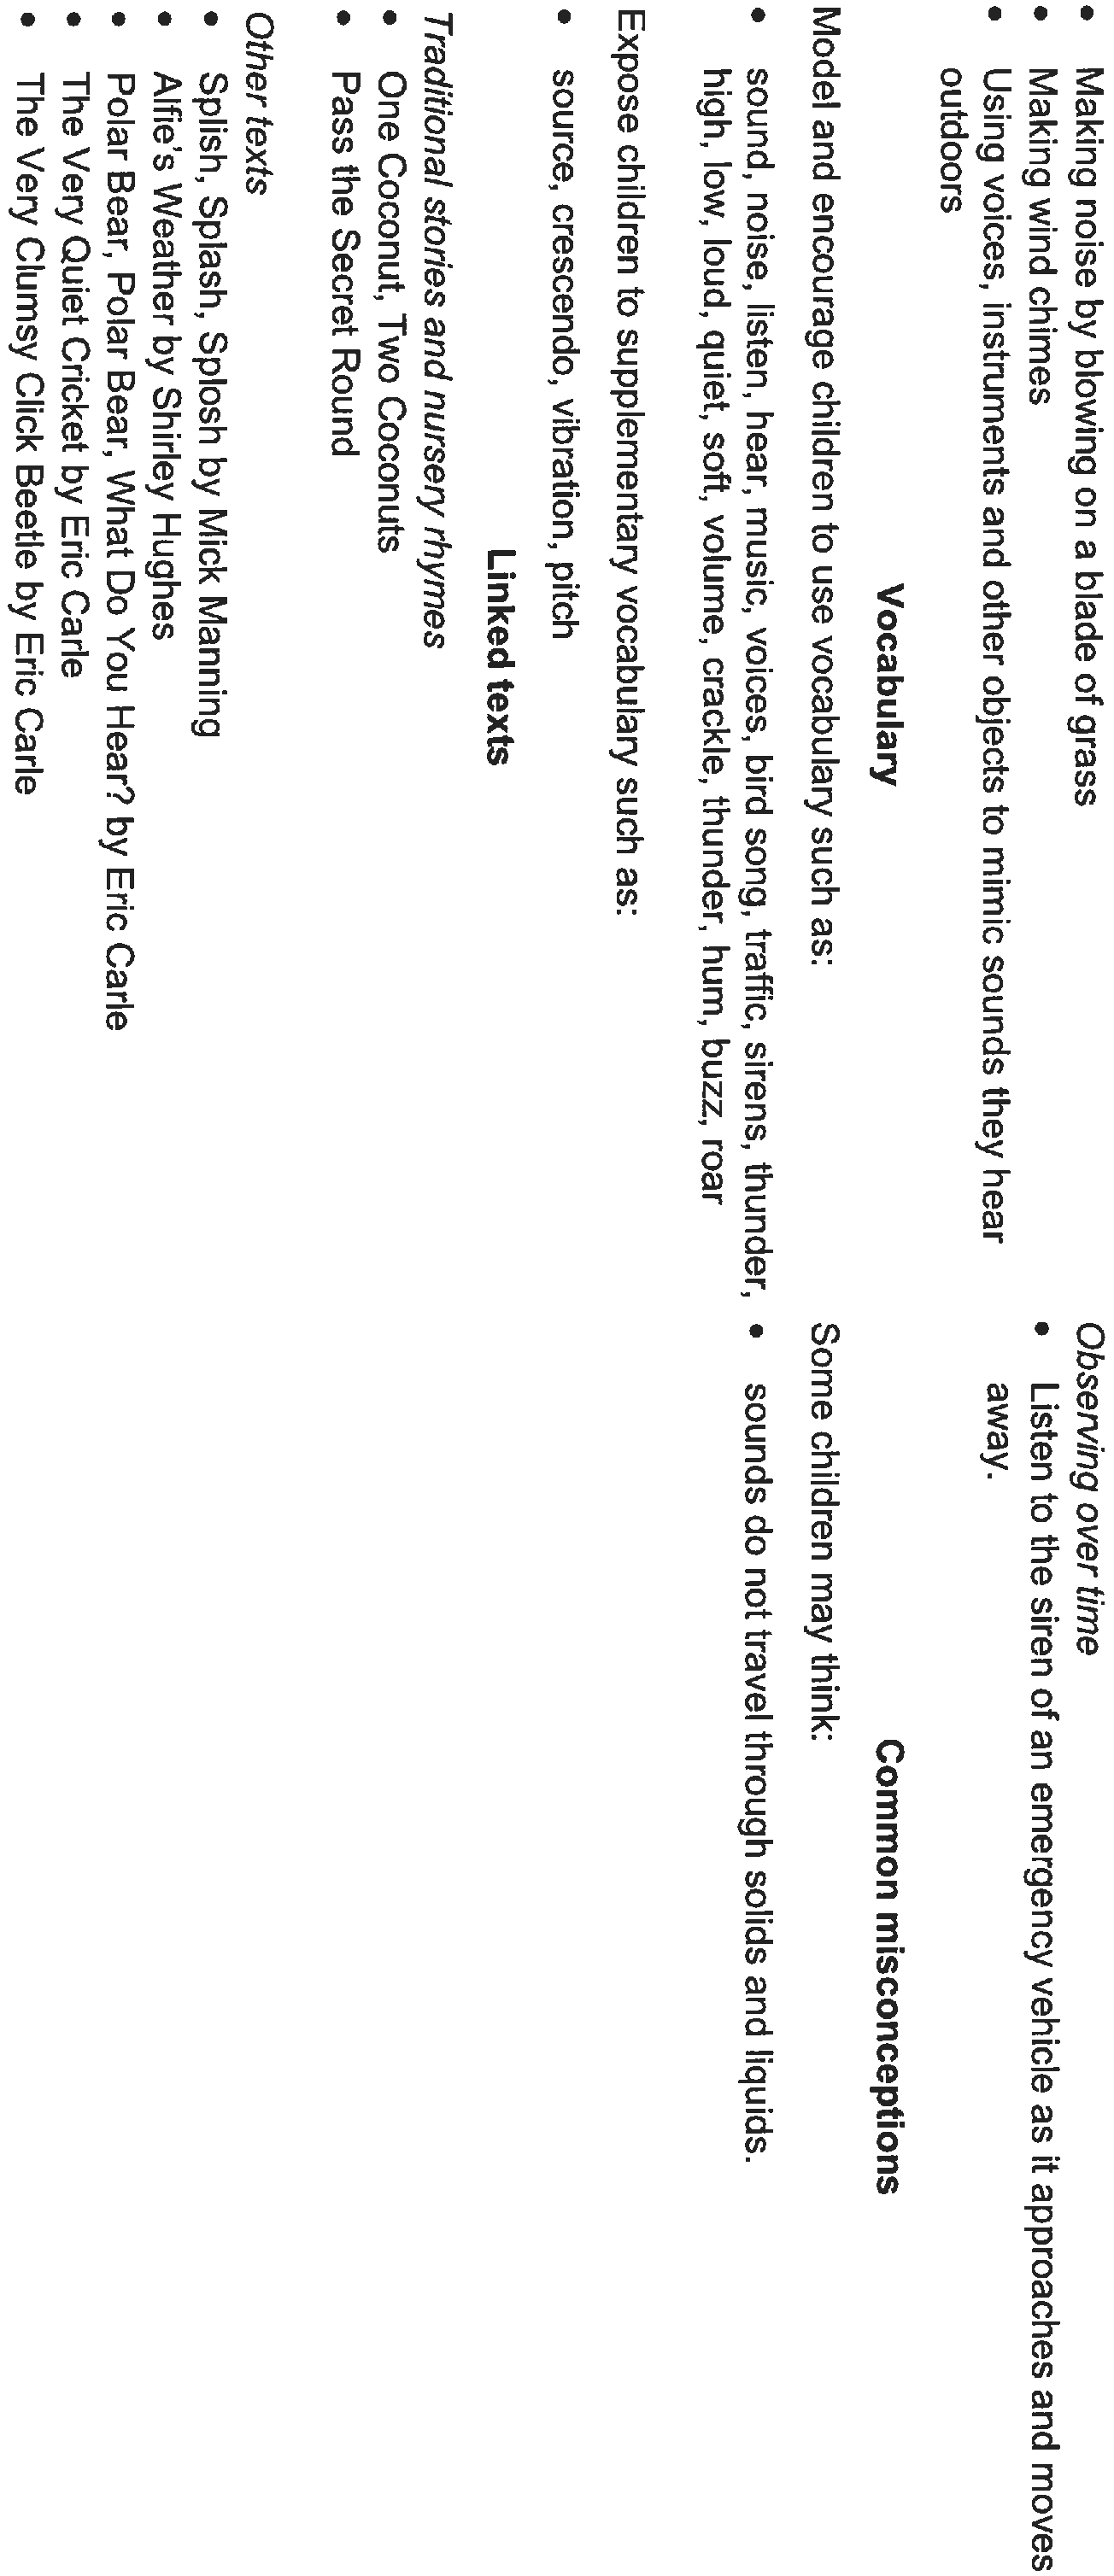 • Making noise by blowing on a blade of grass
• Making wind chimes
• Using voices, instruments and other objects to mimic sounds they hear
outdoors
Vocabulary
Model and encourage children to use vocabulary such as:
• sound, noise, listen, hear, music, voices, bird song, traffic, sirens, thunder,
high, low, loud, quiet, soft, volume, crackle, thunder, hum, buzz, roar
Expose children to supplementary vocabulary such as:
• source, crescendo, vibration, pitch
Linked texts
Traditional stories and nursery rhymes
• One Coconut, Two Coconuts
• Pass the Secret Round
Other texts
• Splish, Splash, Splosh by Mick Manning
• Alfie's Weather by Shirley Hughes
• Polar Bear, Polar Bear, What Do You Hear? by Eric Carle
• The Very Quiet Cricket by Eric Carle
• The Very Clumsy Click Beetle by Eric Carle
Observing over time
• Listen to the siren of an emergency vehicle as it approaches and moves
away.
Common misconceptions
Some children may think:
• sounds do not travel through solids and liquids.